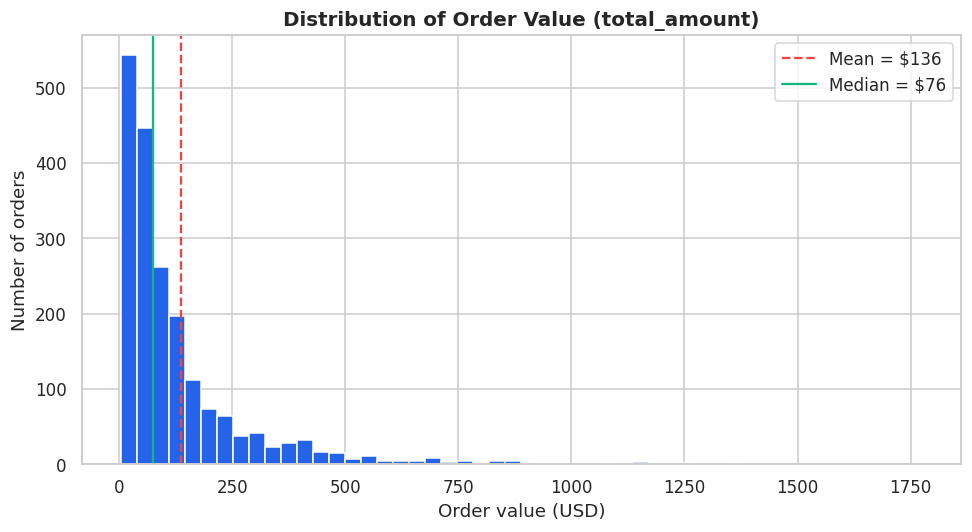 Distribution of Order Value (total_amount)
Mean = $136
Median = $76
Number of orders
500
400
300
200
100
0
0 250 500 750 1000 1250 1500 1750
Order value (USD)